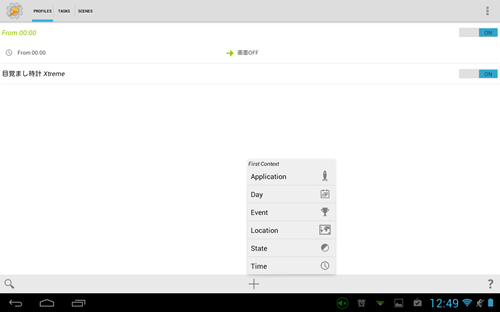 PROFILES TASKS SCENES
From 00:00 ON
From 00:00 画面OFF
目覚まし時計 Xtreme ON
First Context
Application
Day
Event
Location
State
Time
?
12:49